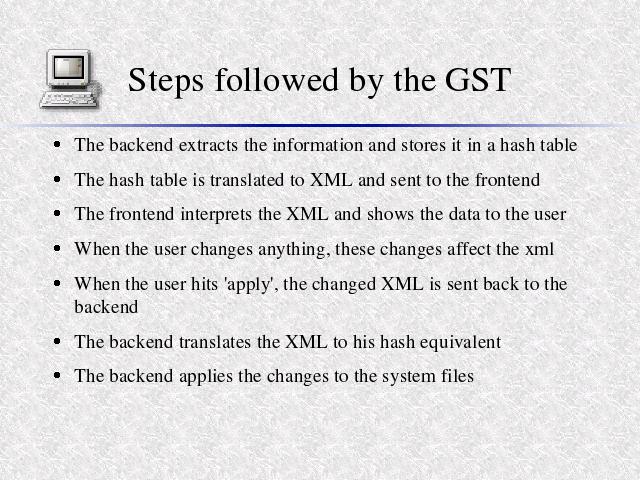 Steps followed by the GST
• The backend extracts the information and stores it in a hash table
• The hash table is translated to XML and sent to the frontend
• The frontend interprets the XML and shows the data to the user
• When the user changes anything, these changes affect the xml
• When the user hits 'apply', the changed XML is sent back to the
backend
• The backend translates the XML to his hash equivalent
• The backend applies the changes to the system files